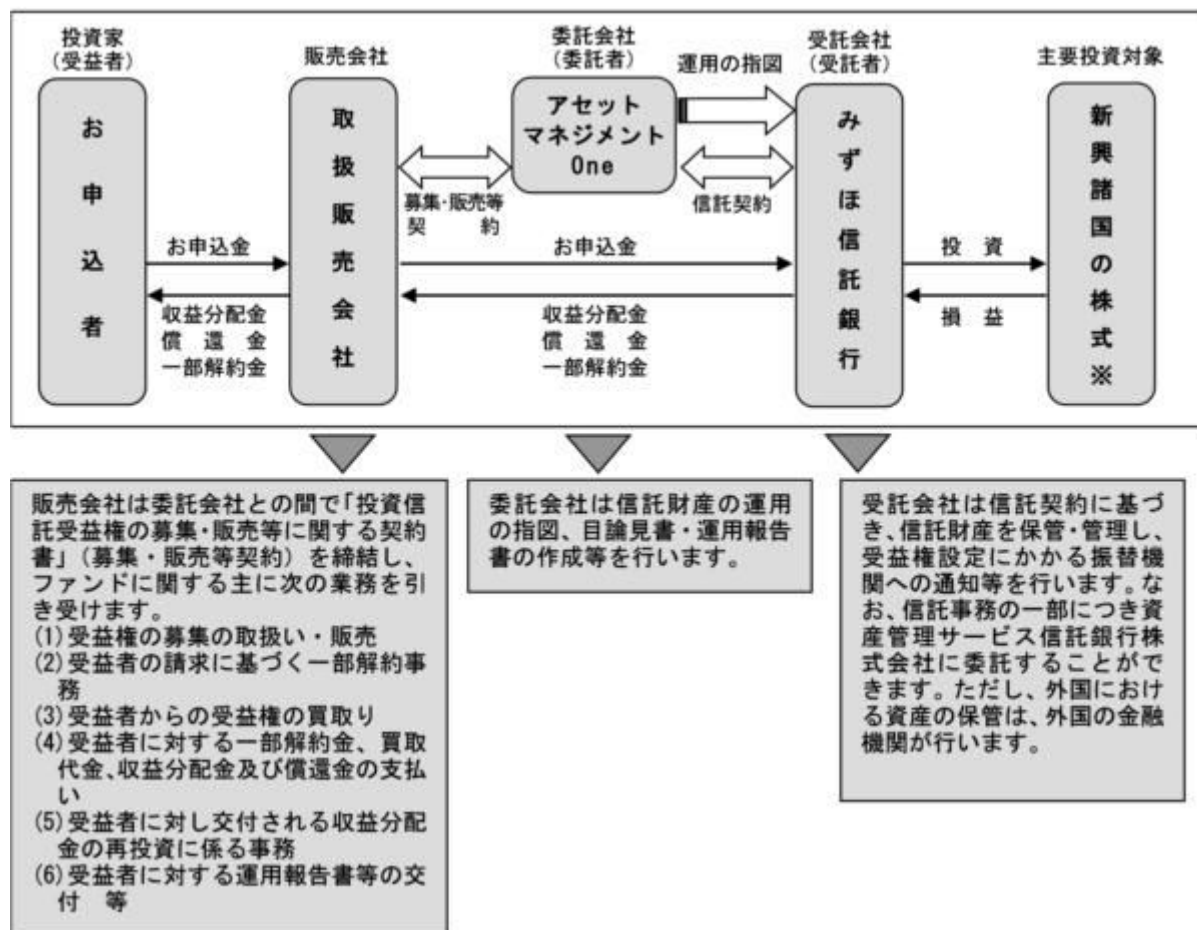 投資家
(受益者)
販売会社
委託会社
(委託者)
運用の指図
受託会社
(受託者)
主要投資対象
お申込者
取扱販売会社
アセット
マネジメント
One
みずほ信託銀行
新興諸国の株式※
募集・販売等
契　　約
信託契約
お申込金
お申込金
投　資
収益分配金
償　還　金
一部解約金
収益分配金
償　還　金
一部解約金
損　益
販売会社は委託会社との間で「投資信
託受益権の募集・販売等に関する契約
書」（募集・販売等契約）を締結し、
ファンドに関する主に次の業務を引
き受けます。
(1)受益権の募集の取扱い・販売
(2)受益者の請求に基づく一部解約事
務
(3)受益者からの受益権の買取り
(4)受益者に対する一部解約金、買取
代金、収益分配金及び償還金の支払
い
(5)受益者に対し交付される収益分配
金の再投資に係る事務
(6)受益者に対する運用報告書等の交
付　等
委託会社は信託財産の運用
の指図、目論見書・運用報告
書の作成等を行います。
受託会社は信託契約に基づ
き、信託財産を保管・管理し、
受益権設定にかかる振替機
関への通知等を行います。な
お、信託事務の一部につき資
産管理サービス信託銀行株
式会社に委託することがで
きます。ただし、外国におけ
る資産の保管は、外国の金融
機関が行います。